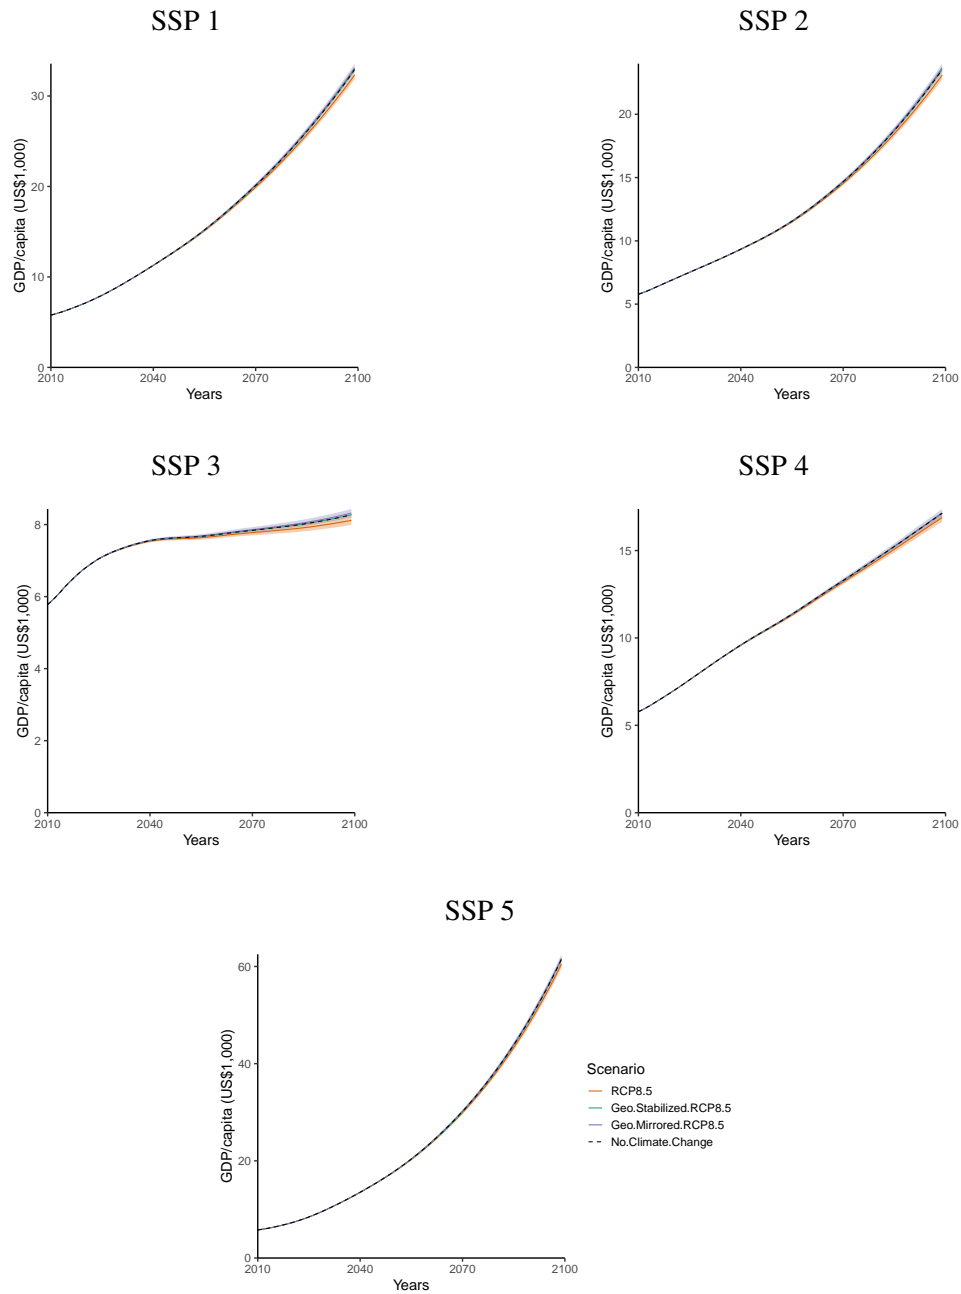 SSP 1
SSP 2
GDP/capita (US$1,000)
30
20
10
0
2010
2040
2070
2100
Years
GDP/capita (US$1,000)
20
15
10
5
0
2010
2040
2070
2100
Years
SSP 3
SSP 4
GDP/capita (US$1,000)
8
6
4
2
0
2010
2040
2070
2100
Years
GDP/capita (US$1,000)
15
10
5
0
2010
2040
2070
2100
Years
SSP 5
GDP/capita (US$1,000)
60
40
20
0
2010
2040
2070
2100
Years
Scenario
RCP8.5
Geo.Stabilized.RCP8.5
Geo.Mirrored.RCP8.5
No.Climate.Change